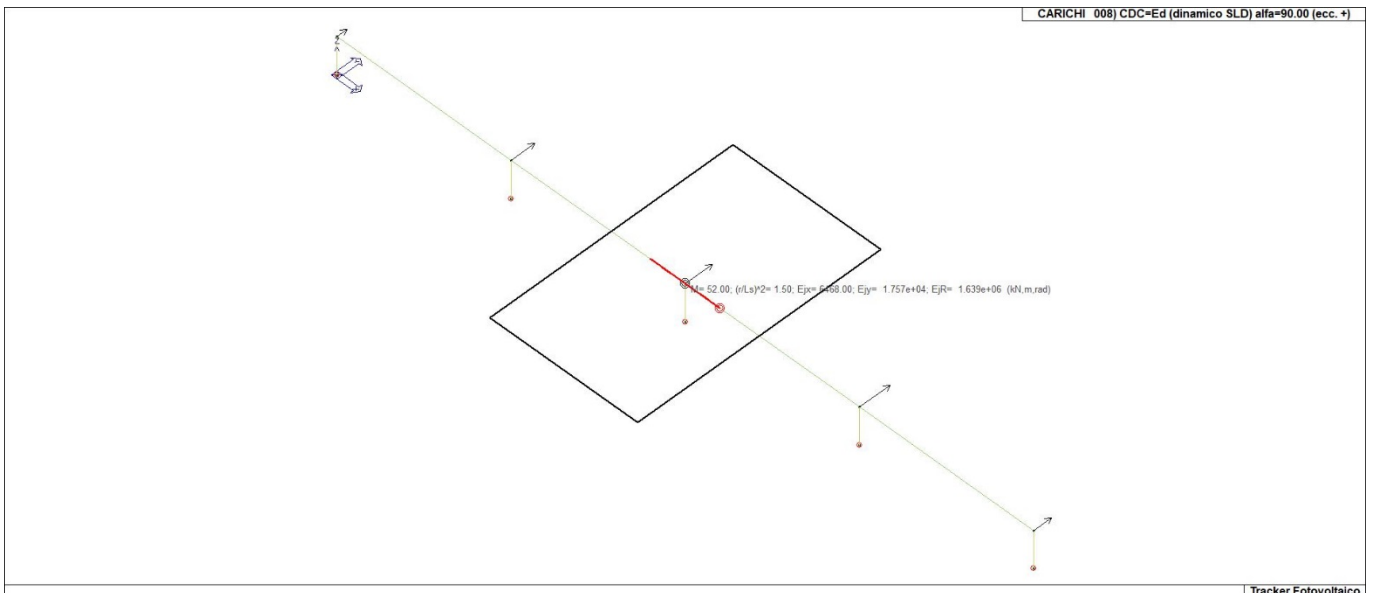 CARICHI 008) CDC=Ed (dinamico SLD) alfa=90.00 (ecc. +)
Z
M= 52.00; (r/Ls)^2= 1.50; Ejx= 6468.00; Ejy= 1.757e+04; EjR= 1.639e+06 (kN,m,rad)
Tracker Fotovoltaico